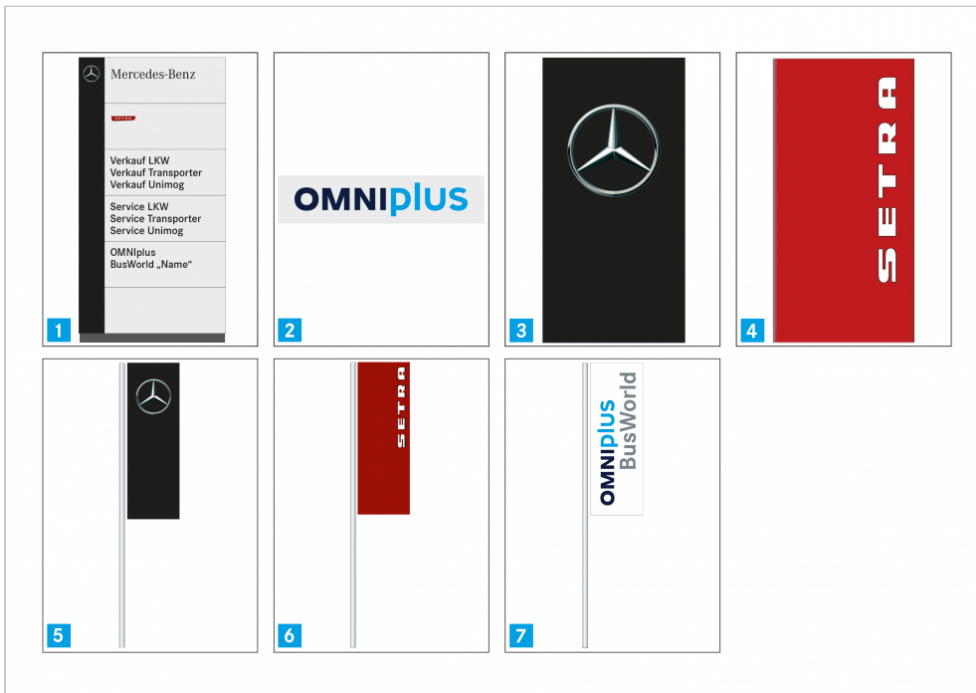 Mercedes-Benz
SETRA
Verkauf LKW
Verkauf Transporter
Verkauf Unimog
Service LKW
Service Transporter
Service Unimog
OMNIplus
BusWorld „Name“
1
OMNIplus
2
3
SETRA
4
5
SETRA
6
OMNIplus
BusWorld
7